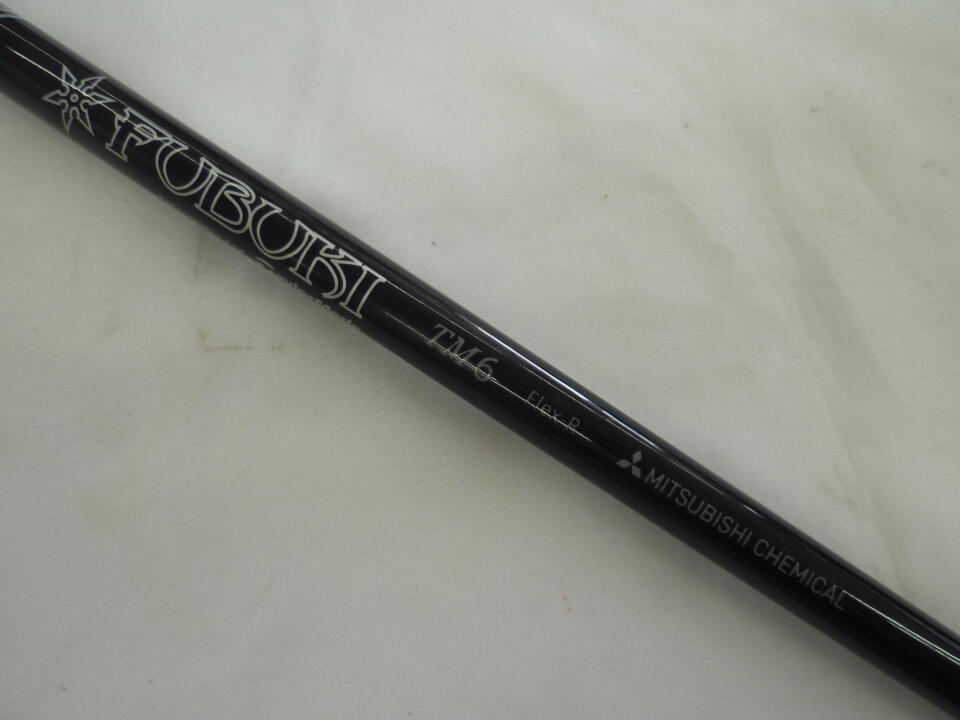 FUBUKI
TM6
Flex R
MITSUBISHI CHEMICAL